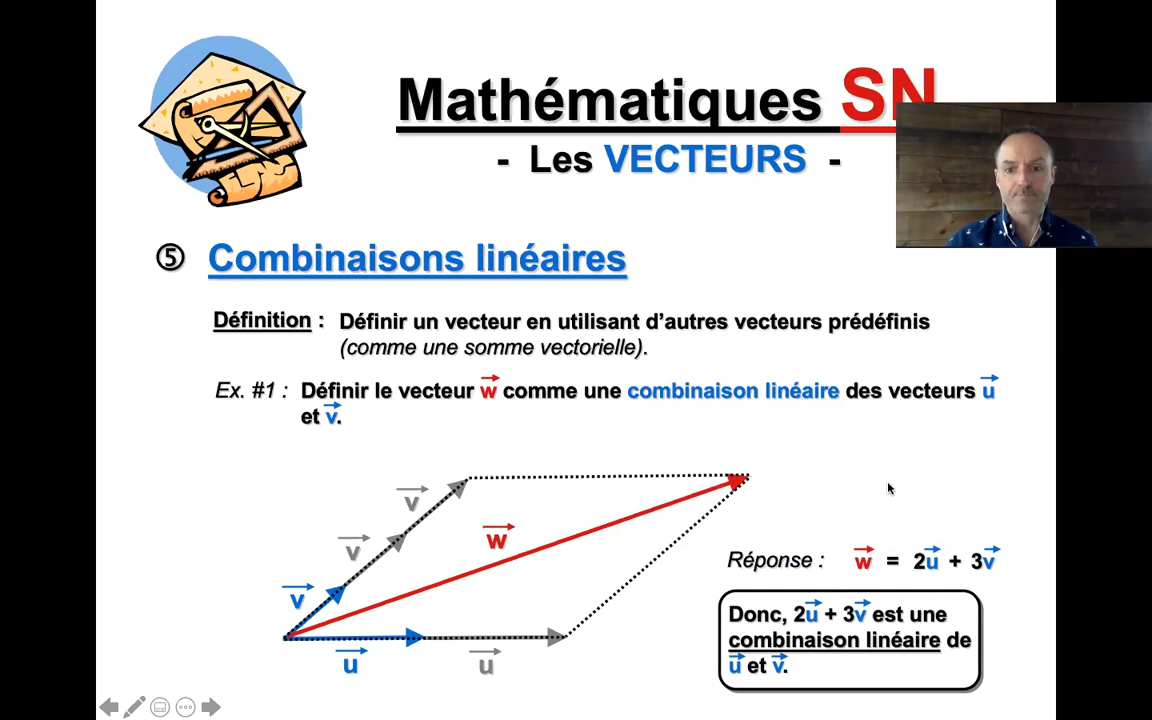 Mathématiques SN
- Les VECTEURS -
⑤ Combinaisons linéaires
Définition : Définir un vecteur en utilisant d’autres vecteurs prédéfinis
(comme une somme vectorielle).
Ex. #1 : Définir le vecteur w comme une combinaison linéaire des vecteurs u
et v.
v
v
w
v
u
u
Réponse : w = 2u + 3v
Donc, 2u + 3v est une
combinaison linéaire de
u et v.